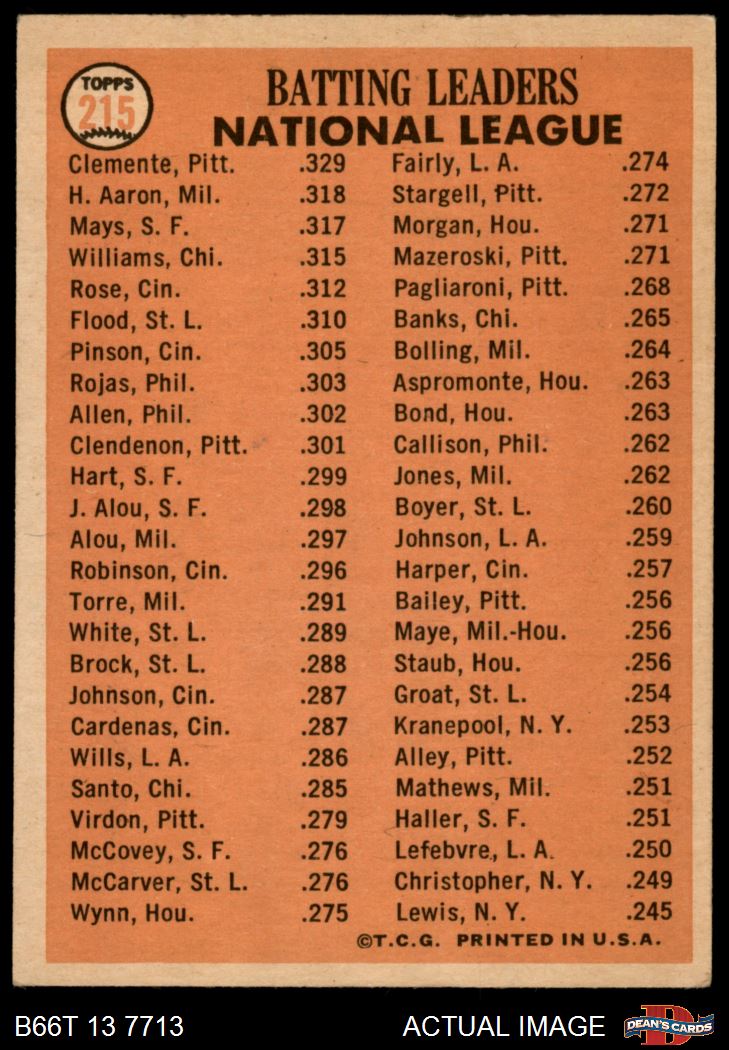 TOPPS
215
BATTING LEADERS
NATIONAL LEAGUE
Clemente, Pitt. .329
H. Aaron, Mil. .318
Mays, S. F. .317
Williams, Chi. .315
Rose, Cin. .312
Flood, St. L. .310
Pinson, Cin. .305
Rojas, Phil. .303
Allen, Phil. .302
Clendenon, Pitt. .301
Hart, S. F. .299
J. Alou, S. F. .298
Alou, Mil. .297
Robinson, Cin. .296
Torre, Mil. .291
White, St. L. .289
Brock, St. L. .288
Johnson, Cin. .287
Cardenas, Cin. .287
Wills, L. A. .286
Santo, Chi. .285
Virdon, Pitt. .279
McCovey, S. F. .276
McCarver, St. L. .276
Wynn, Hou. .275
Fairly, L. A. .274
Stargell, Pitt. .272
Morgan, Hou. .271
Mazeroski, Pitt. .271
Pagliaroni, Pitt. .268
Banks, Chi. .265
Bolling, Mil. .264
Aspromonte, Hou. .263
Bond, Hou. .263
Callison, Phil. .262
Jones, Mil. .262
Boyer, St. L. .260
Johnson, L. A. .259
Harper, Cin. .257
Bailey, Pitt. .256
Maye, Mil.-Hou. .256
Staub, Hou. .256
Groat, St. L. .254
Kranepool, N. Y. .253
Alley, Pitt. .252
Mathews, Mil. .251
Haller, S. F. .251
Lefebvre, L. A. .250
Christopher, N. Y. .249
Lewis, N. Y. .245
©T.C.G. PRINTED IN U.S.A.
B66T 13 7713
ACTUAL IMAGE
D
DEAN'S CARDS